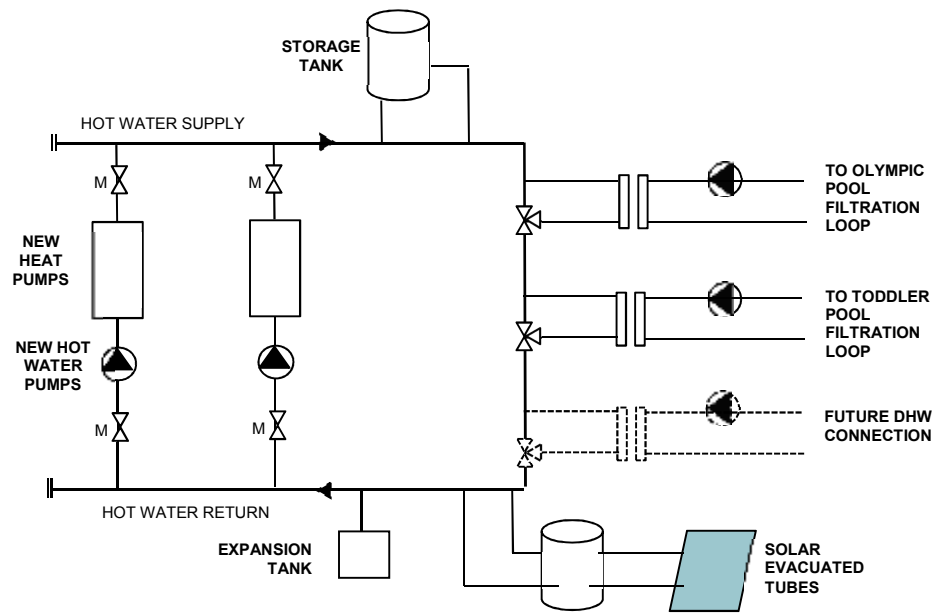 STORAGE
TANK
HOT WATER SUPPLY
M
M
NEW
HEAT
PUMPS
NEW HOT
WATER
PUMPS
M
M
HOT WATER RETURN
EXPANSION
TANK
TO OLYMPIC
POOL
FILTRATION
LOOP
TO TODDLER
POOL
FILTRATION
LOOP
FUTURE DHW
CONNECTION
SOLAR
EVACUATED
TUBES